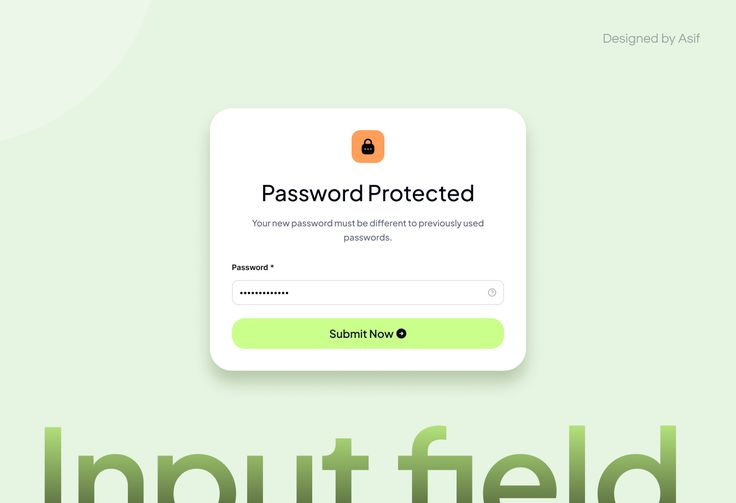 Designed by Asif
Password Protected
Your new password must be different to previously used
passwords.
Password *
•••••••••••••
Submit Now
Input field